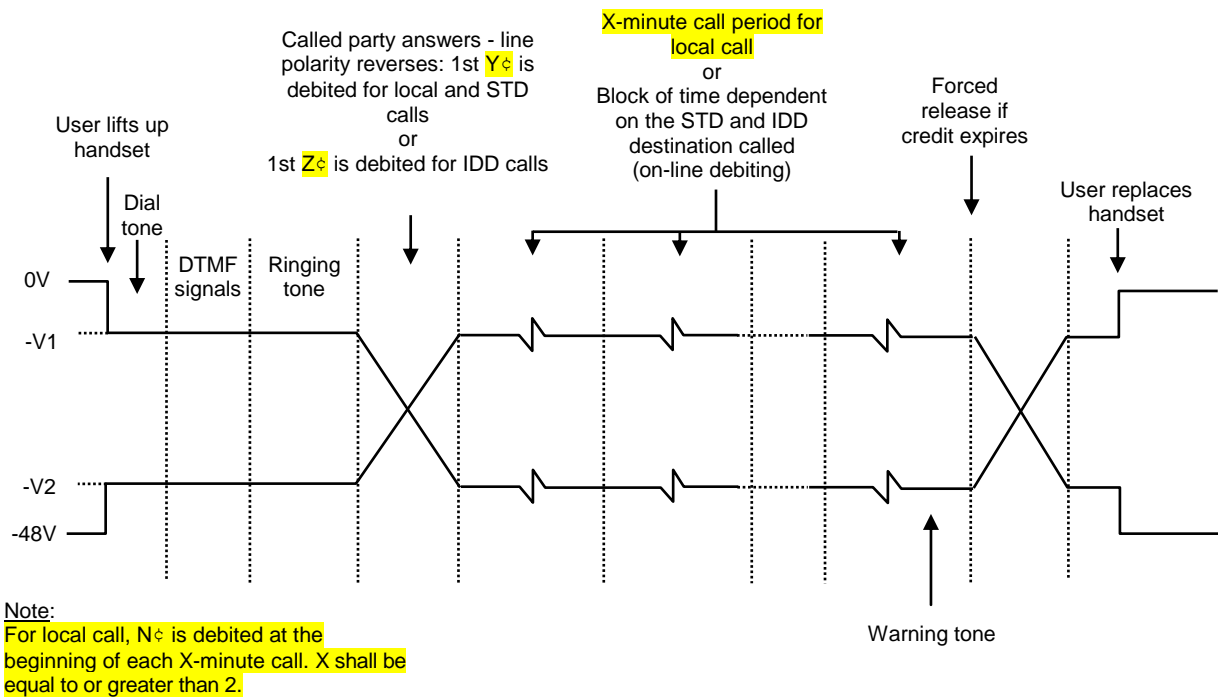 Called party answers - line
polarity reverses: 1st Y¢ is
debited for local and STD
calls
or
1st Z¢ is debited for IDD calls
X-minute call period for
local call
or
Block of time dependent
on the STD and IDD
destination called
(on-line debiting)
Forced
release if
credit expires
User lifts up
handset
User replaces
handset
Dial
tone
DTMF
signals
Ringing
tone
0V
-V1
-V2
-48V
Warning tone
Note:
For local call, N¢ is debited at the
beginning of each X-minute call. X shall be
equal to or greater than 2.